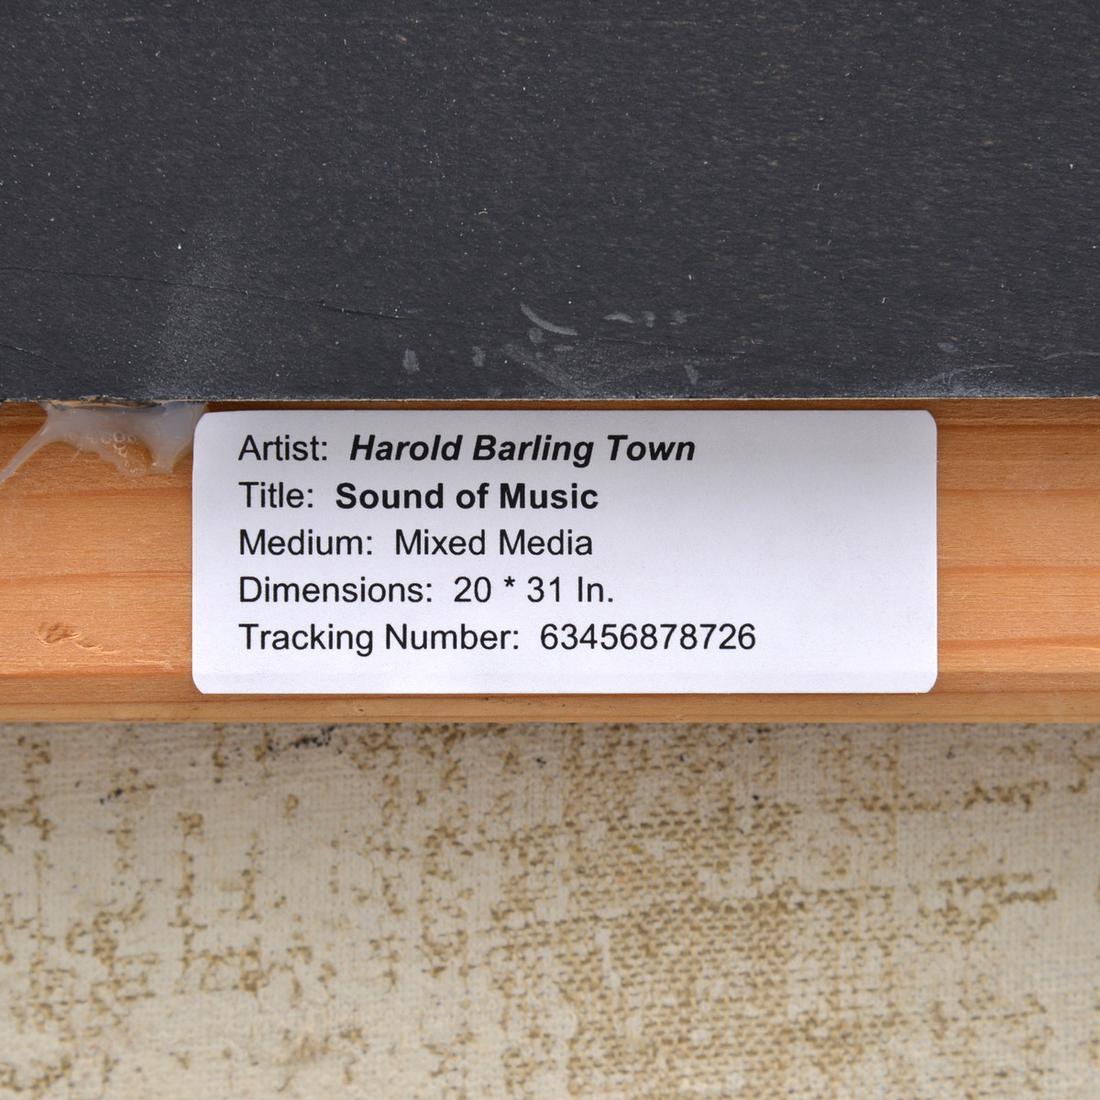 Artist: Harold Barling Town
Title: Sound of Music
Medium: Mixed Media
Dimensions: 20 * 31 In.
Tracking Number: 63456878726